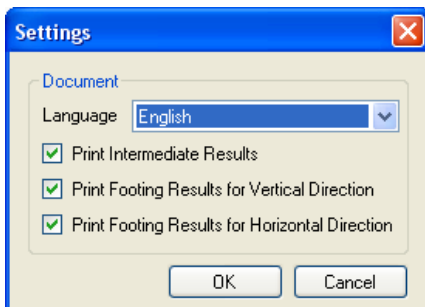 Settings
Document
Language English
Print Intermediate Results
Print Footing Results for Vertical Direction
Print Footing Results for Horizontal Direction
OK Cancel